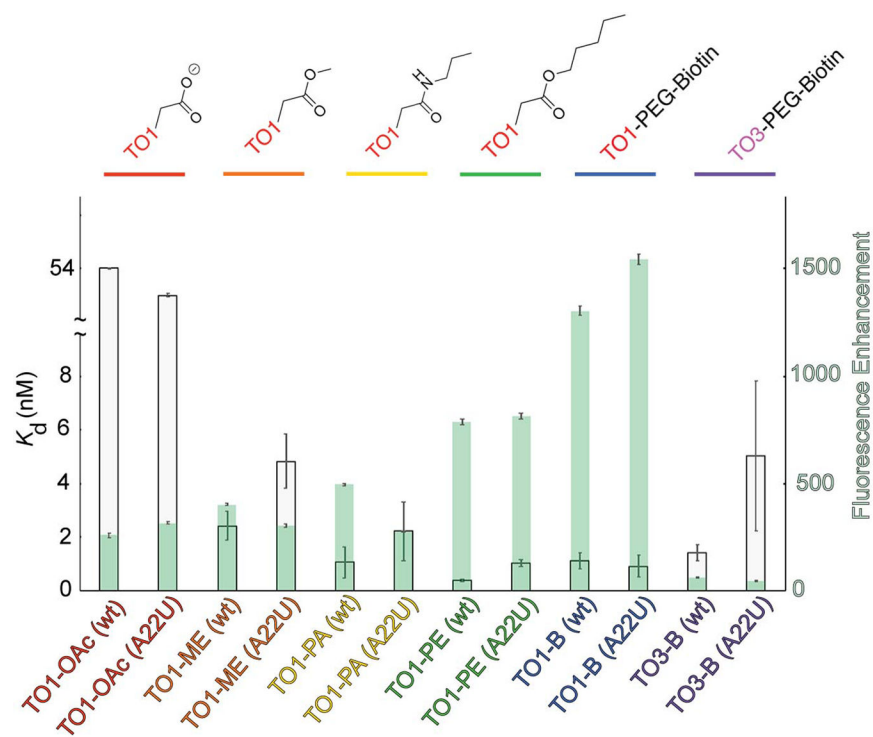 O ⊖
O
TO1
O
O
TO1
H
N
O
TO1
O
O
TO1
TO1-PEG-Biotin
TO3-PEG-Biotin
54
~
~
8
6
4
2
0
Kd (nM)
1500
1000
500
0
Fluorescence Enhancement
TO1-OAc (wt)
TO1-OAc (A22U)
TO1-ME (wt)
TO1-ME (A22U)
TO1-PA (wt)
TO1-PA (A22U)
TO1-PE (wt)
TO1-PE (A22U)
TO1-B (wt)
TO1-B (A22U)
TO3-B (wt)
TO3-B (A22U)